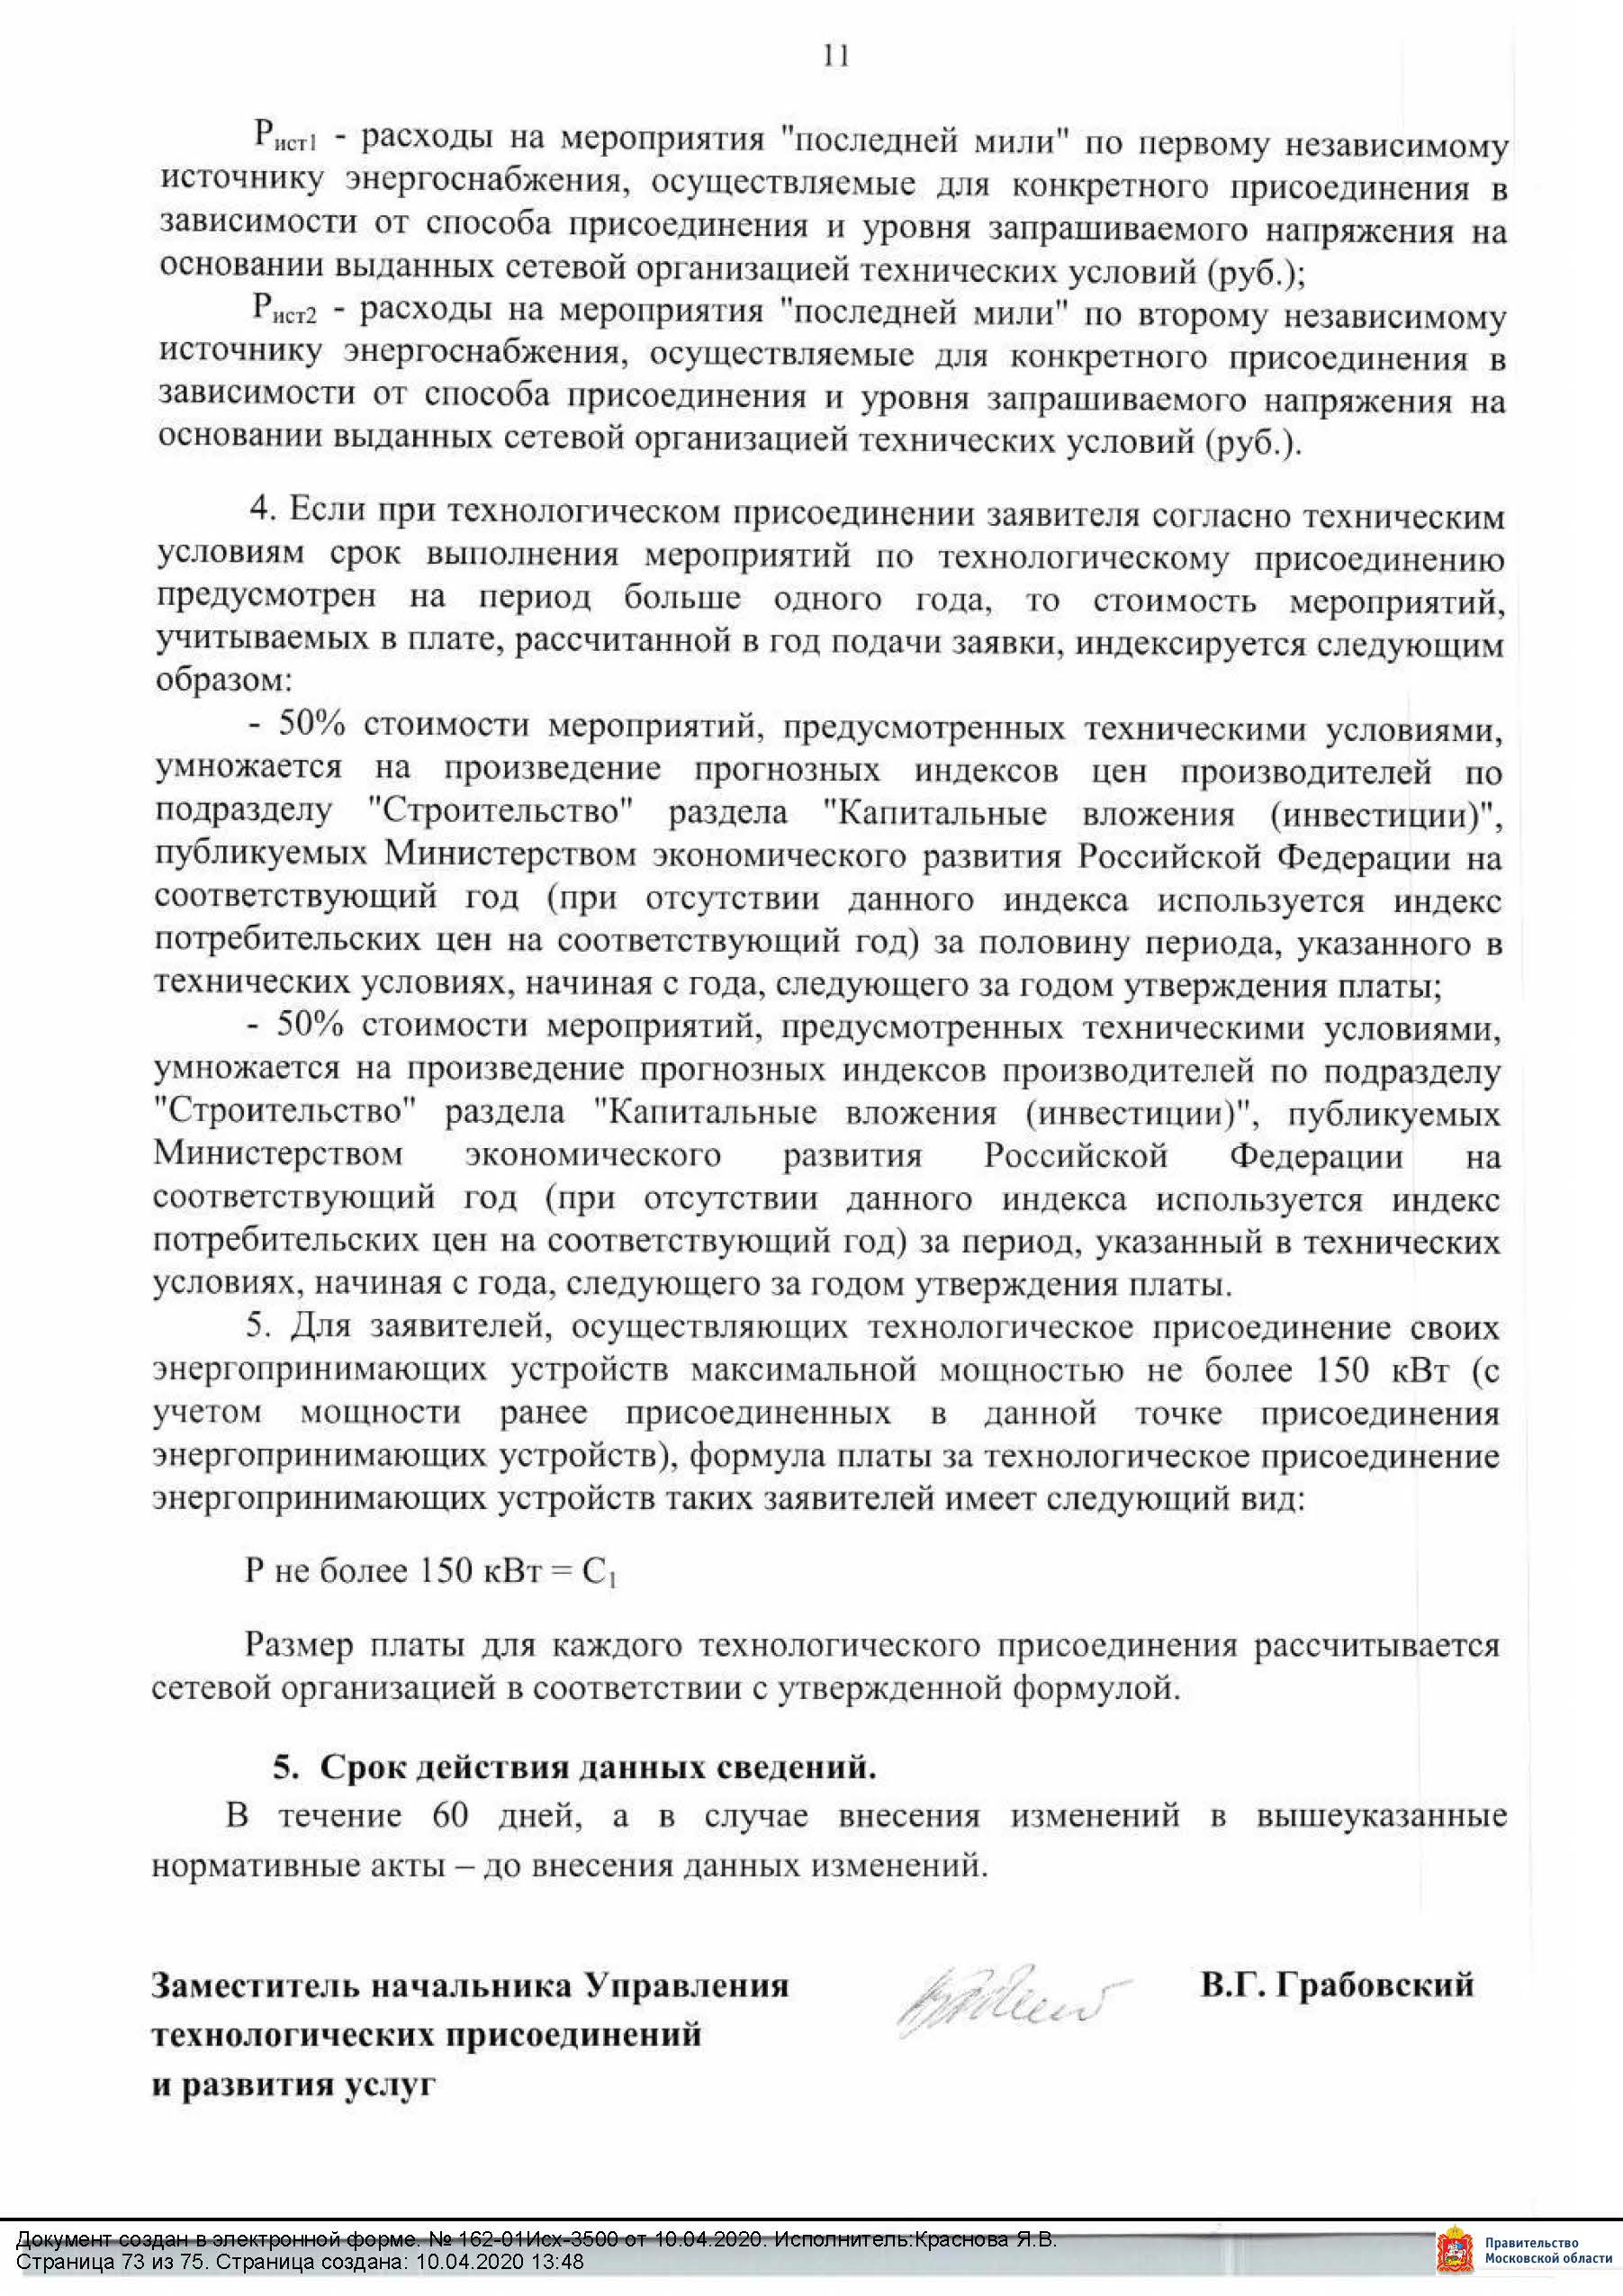 11
Рист1 - расходы на мероприятия "последней мили" по первому независимому
источнику энергоснабжения, осуществляемые для конкретного присоединения в
зависимости от способа присоединения и уровня запрашиваемого напряжения на
основании выданных сетевой организацией технических условий (руб.);
Рист2 - расходы на мероприятия "последней мили" по второму независимому
источнику энергоснабжения, осуществляемые для конкретного присоединения в
зависимости от способа присоединения и уровня запрашиваемого напряжения на
основании выданных сетевой организацией технических условий (руб.).
4. Если при технологическом присоединении заявителя согласно техническим
условиям срок выполнения мероприятий по технологическому присоединению
предусмотрен на период больше одного года, то стоимость мероприятий,
учитываемых в плате, рассчитанной в год подачи заявки, индексируется следующим
образом:
- 50% стоимости мероприятий, предусмотренных техническими условиями,
умножается на произведение прогнозных индексов цен производителей по
подразделу "Строительство" раздела "Капитальные вложения (инвестиции)",
публикуемых Министерством экономического развития Российской Федерации на
соответствующий год (при отсутствии данного индекса используется индекс
потребительских цен на соответствующий год) за половину периода, указанного в
технических условиях, начиная с года, следующего за годом утверждения платы;
- 50% стоимости мероприятий, предусмотренных техническими условиями,
умножается на произведение прогнозных индексов производителей по подразделу
"Строительство" раздела "Капитальные вложения (инвестиции)", публикуемых
Министерством экономического развития Российской Федерации на
соответствующий год (при отсутствии данного индекса используется индекс
потребительских цен на соответствующий год) за период, указанный в технических
условиях, начиная с года, следующего за годом утверждения платы.
5. Для заявителей, осуществляющих технологическое присоединение своих
энергопринимающих устройств максимальной мощностью не более 150 кВт (с
учетом мощности ранее присоединенных в данной точке присоединения
энергопринимающих устройств), формула платы за технологическое присоединение
энергопринимающих устройств таких заявителей имеет следующий вид:
Р не более 150 кВт = С1
Размер платы для каждого технологического присоединения рассчитывается
сетевой организацией в соответствии с утвержденной формулой.
5. Срок действия данных сведений.
В течение 60 дней, а в случае внесения изменений в вышеуказанные
нормативные акты – до внесения данных изменений.
Заместитель начальника Управления В.Г. Грабовский
технологических присоединений
и развития услуг
Документ создан в электронной форме. № 162-01Исх-3500 от 10.04.2020. Исполнитель:Краснова Я.В.
Страница 73 из 75. Страница создана: 10.04.2020 13:48
Правительство
Московской области